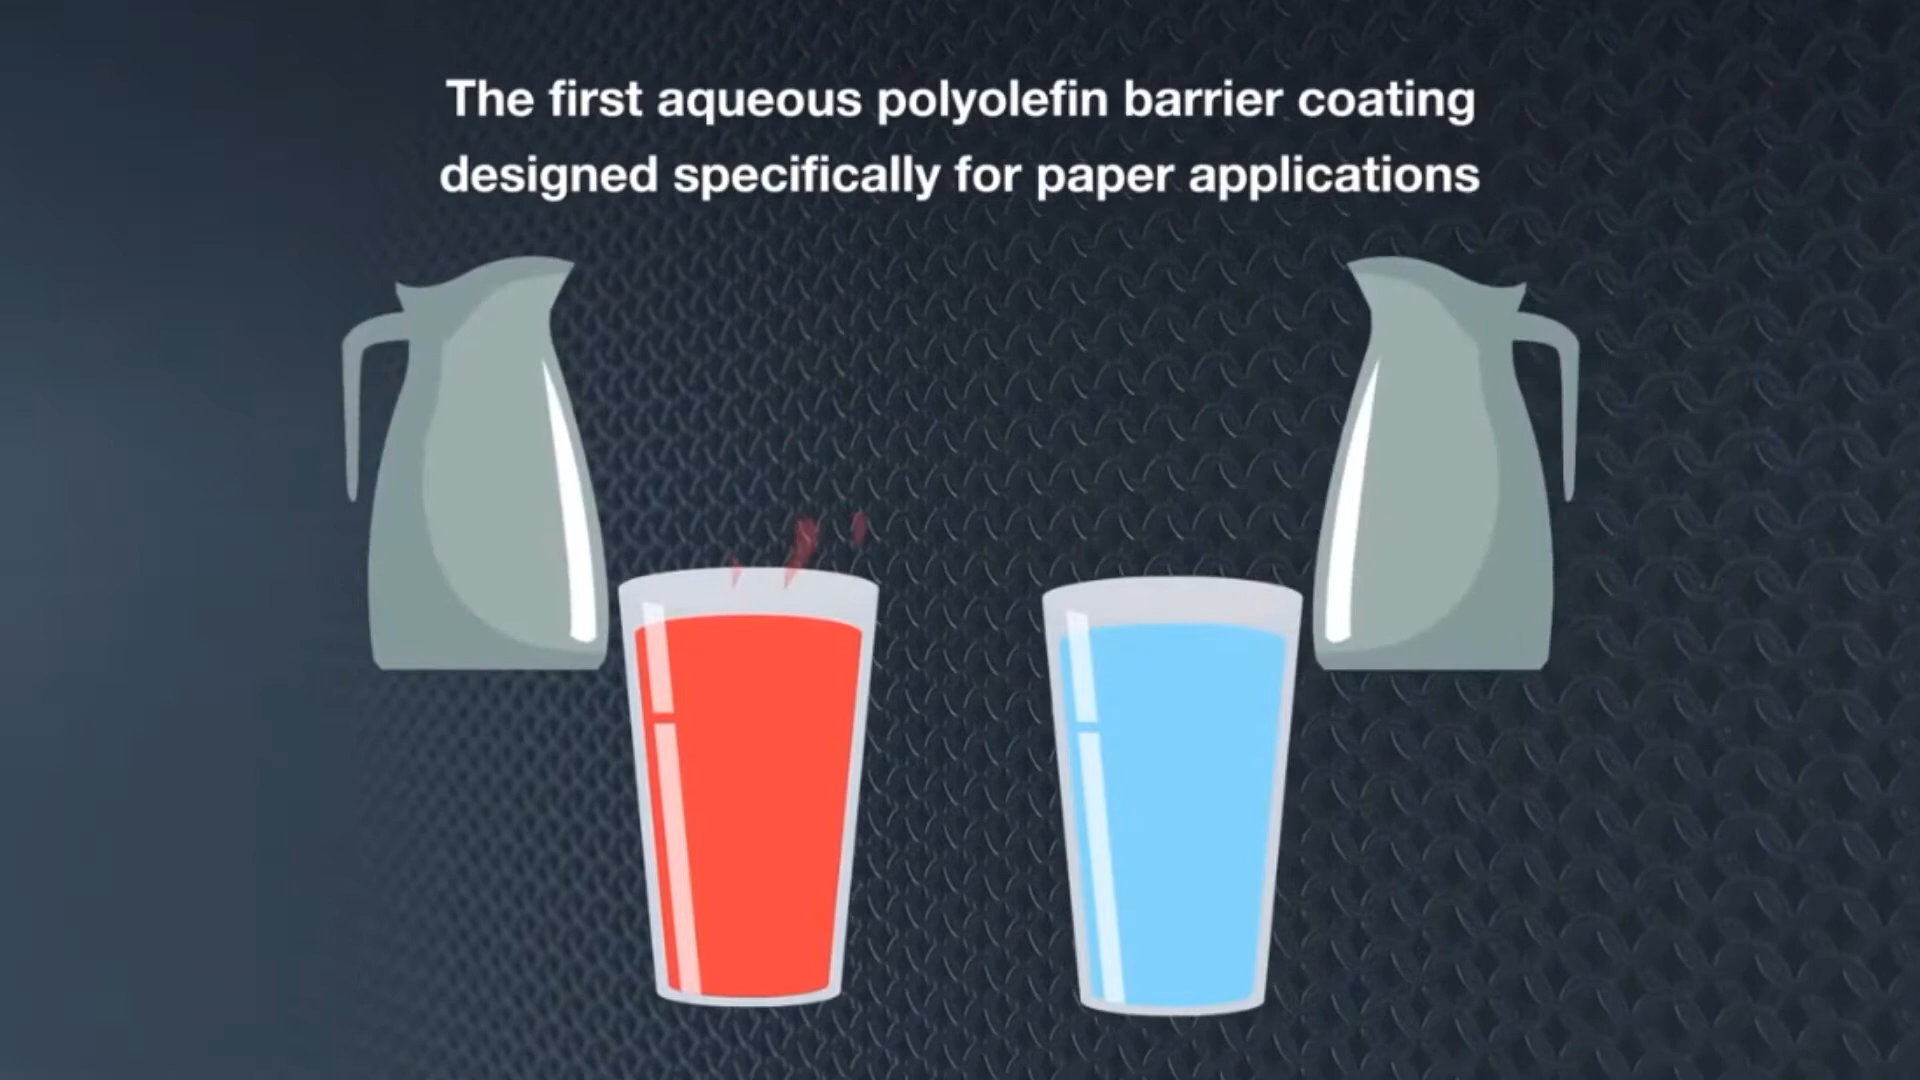 The first aqueous polyolefin barrier coating
designed specifically for paper applications